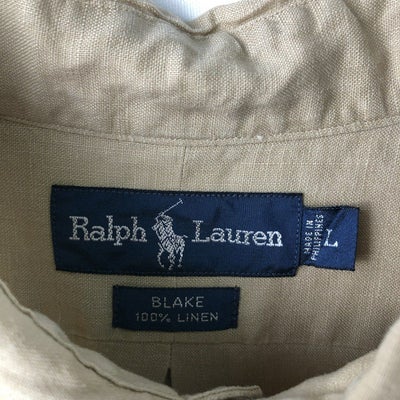 Ralph Lauren
MADE IN
PHILIPPINES
L
BLAKE
100% LINEN